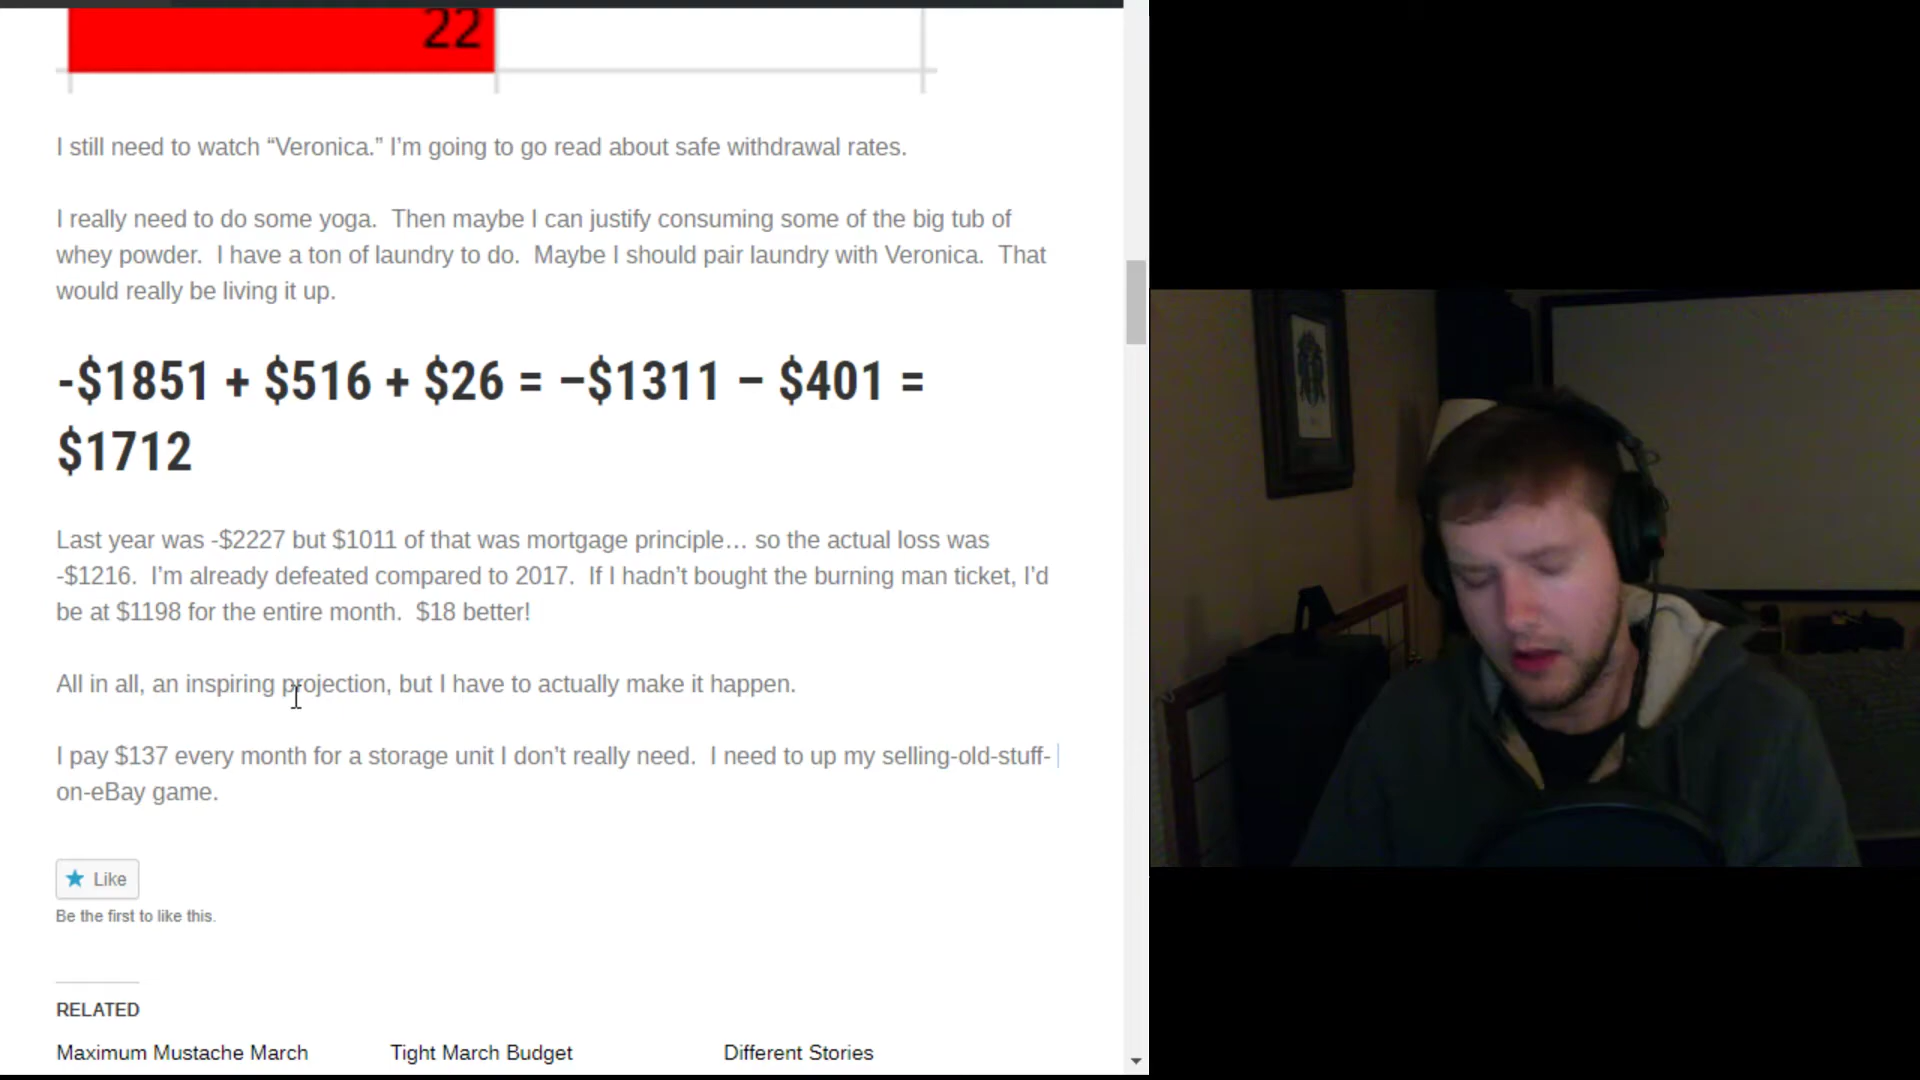 22
I still need to watch “Veronica.” I’m going to go read about safe withdrawal rates.
I really need to do some yoga.  Then maybe I can justify consuming some of the big tub of
whey powder.  I have a ton of laundry to do.  Maybe I should pair laundry with Veronica.  That
would really be living it up.
-$1851 + $516 + $26 = –$1311 – $401 =
$1712
Last year was -$2227 but $1011 of that was mortgage principle… so the actual loss was
-$1216.  I’m already defeated compared to 2017.  If I hadn’t bought the burning man ticket, I’d
be at $1198 for the entire month.  $18 better!
All in all, an inspiring projection, but I have to actually make it happen.
I pay $137 every month for a storage unit I don’t really need.  I need to up my selling-old-stuff-
on-eBay game.
Like
Be the first to like this.
RELATED
Maximum Mustache March
Tight March Budget
Different Stories